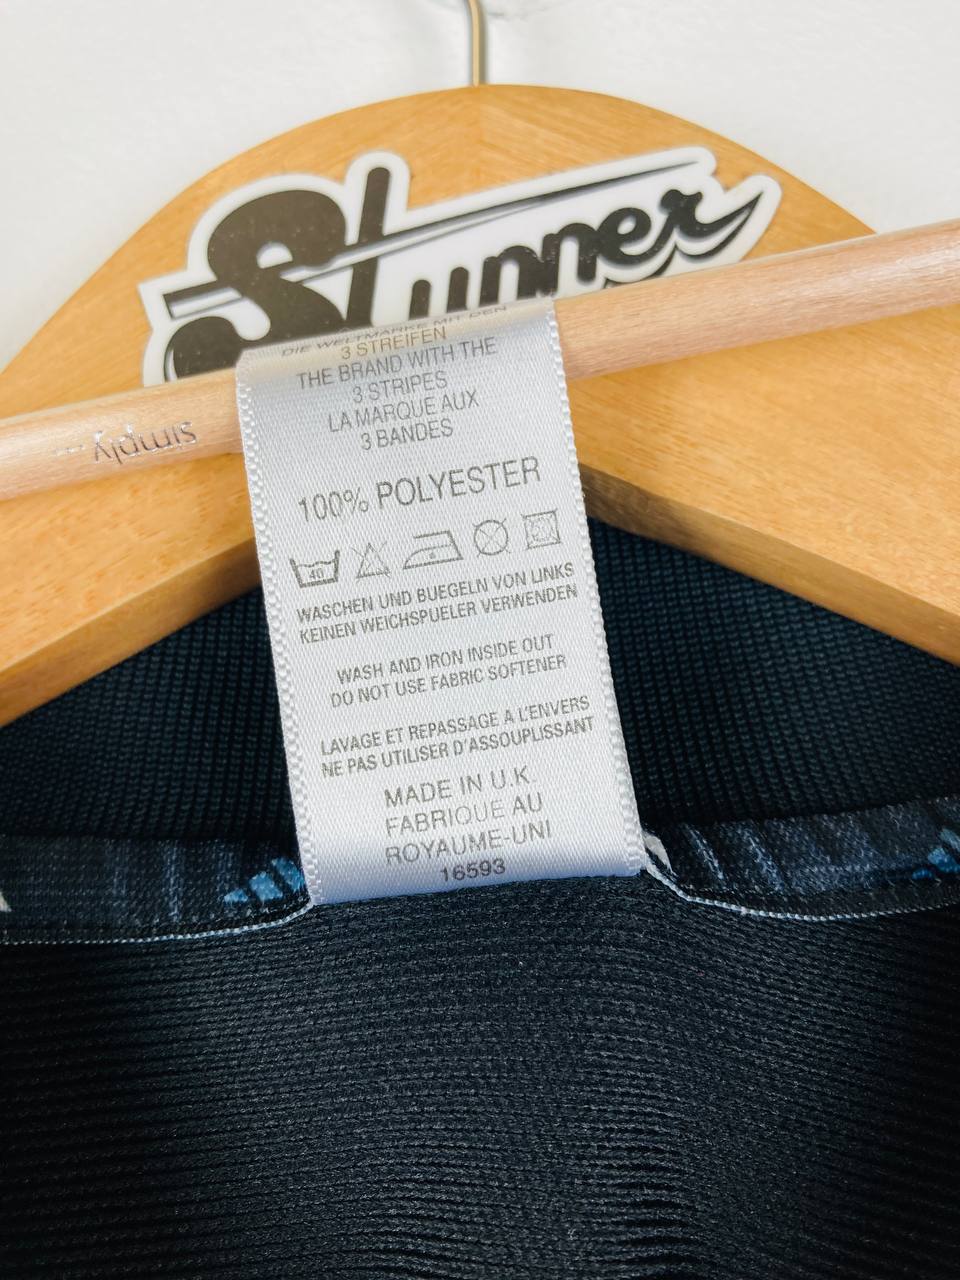 Stunner
simply...
DIE WELTMARKE MIT DEN
3 STREIFEN
THE BRAND WITH THE
3 STRIPES
LA MARQUE AUX
3 BANDES
100% POLYESTER
40
WASCHEN UND BUEGELN VON LINKS
KEINEN WEICHSPUELER VERWENDEN
WASH AND IRON INSIDE OUT
DO NOT USE FABRIC SOFTENER
LAVAGE ET REPASSAGE A L'ENVERS
NE PAS UTILISER D'ASSOUPLISSANT
MADE IN U.K.
FABRIQUE AU
ROYAUME-UNI
16593